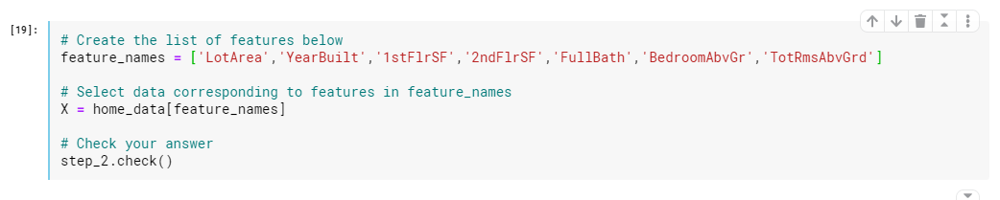 [19]:
# Create the list of features below
feature_names = ['LotArea','YearBuilt','1stFlrSF','2ndFlrSF','FullBath','BedroomAbvGr','TotRmsAbvGrd']
# Select data corresponding to features in feature_names
X = home_data[feature_names]
# Check your answer
step_2.check()